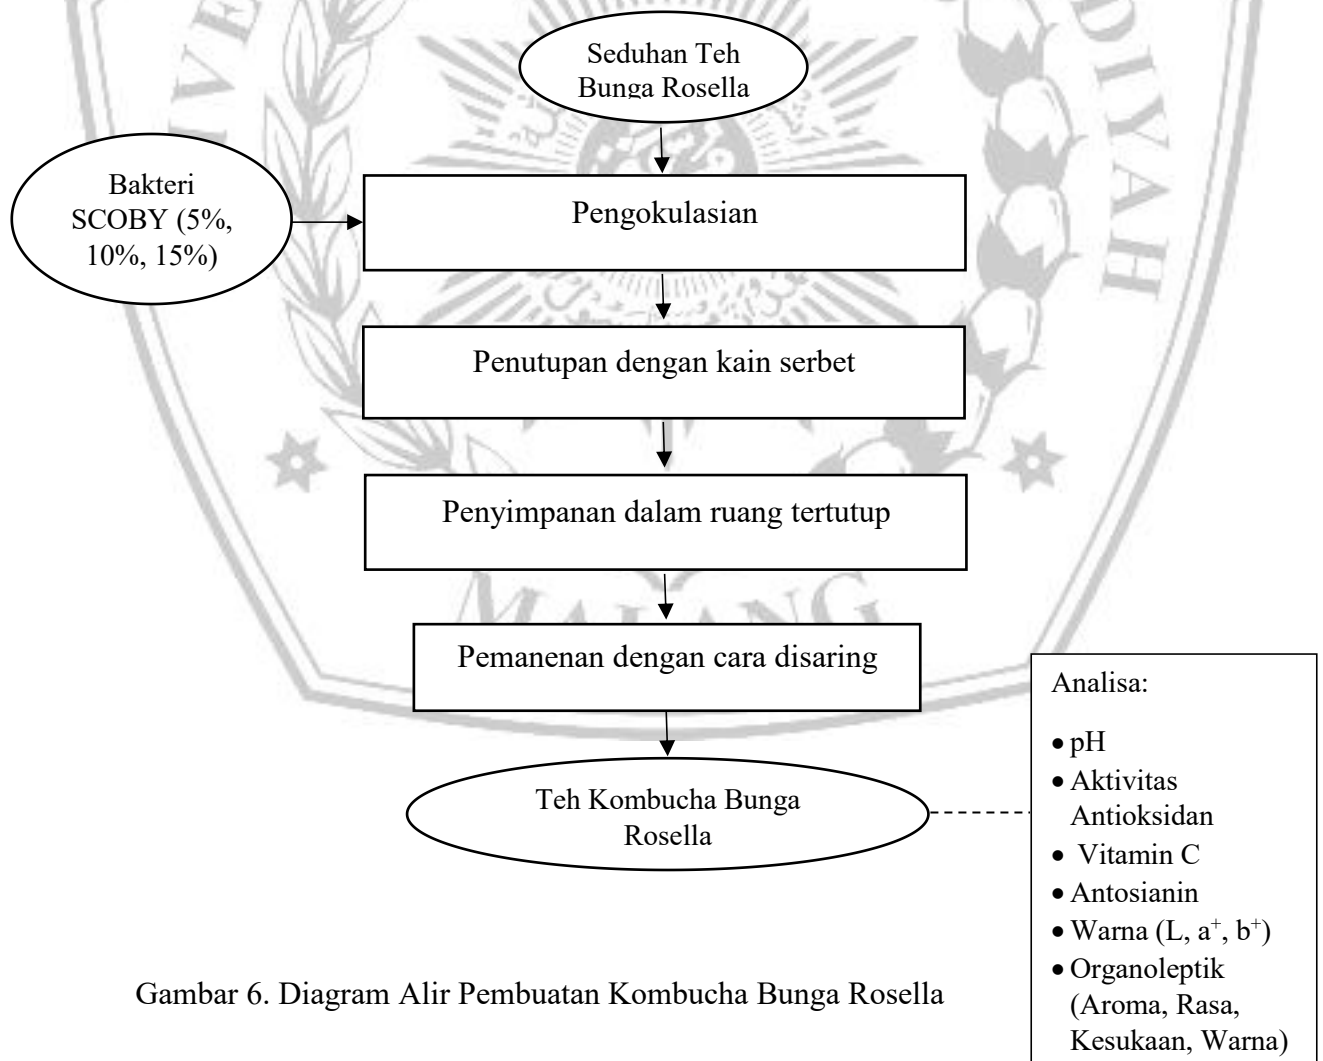 Seduhan Teh
Bunga Rosella
Bakteri
SCOBY (5%,
10%, 15%)
Pengokulasian
Penutupan dengan kain serbet
Penyimpanan dalam ruang tertutup
MALANG
Pemanenan dengan cara disaring
Teh Kombucha Bunga
Rosella
Analisa:
• pH
• Aktivitas
Antioksidan
• Vitamin C
• Antosianin
• Warna (L, a⁺, b⁺)
• Organoleptik
(Aroma, Rasa,
Kesukaan, Warna)
Gambar 6. Diagram Alir Pembuatan Kombucha Bunga Rosella